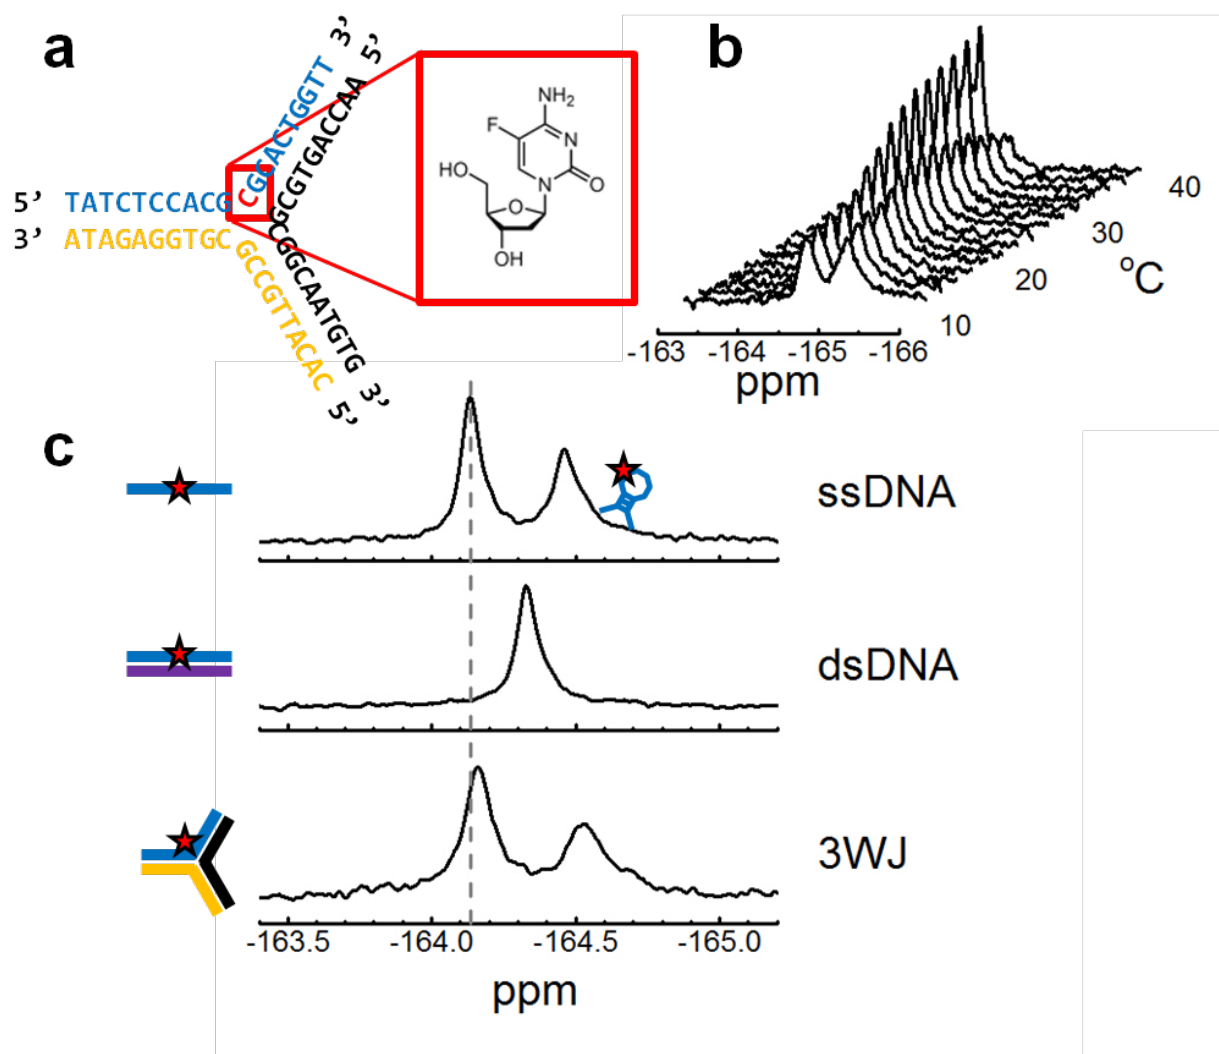 a
5’ TATCTCCACG C GCACTGGTT 3’
GCGTGACCAA 5’
3’ ATAGAGGTGC GCCGTTACAC 5’
CGGCAATGTG 3’
NH2
F
N
HO
N
O
O
OH
b
40
30
20
10
°C
-163 -164 -165 -166
ppm
c
ssDNA
dsDNA
3WJ
-163.5 -164.0 -164.5 -165.0
ppm